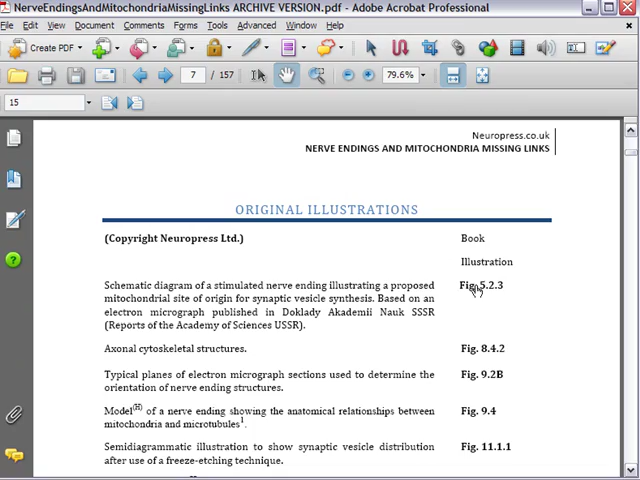 NerveEndingsAndMitochondriaMissingLinks ARCHIVE VERSION.pdf - Adobe Acrobat Professional
File Edit View Document Comments Forms Tools Advanced Window Help
Create PDF
7 / 157 79.6%
15
Neuropress.co.uk
NERVE ENDINGS AND MITOCHONDRIA MISSING LINKS
ORIGINAL ILLUSTRATIONS
(Copyright Neuropress Ltd.) Book
Illustration
Schematic diagram of a stimulated nerve ending illustrating a proposed Fig. 5.2.3
mitochondrial site of origin for synaptic vesicle synthesis. Based on an
electron micrograph published in Doklady Akademii Nauk SSSR
(Reports of the Academy of Sciences USSR).
Axonal cytoskeletal structures. Fig. 8.4.2
Typical planes of electron micrograph sections used to determine the Fig. 9.2B
orientation of nerve ending structures.
Model(H) of a nerve ending showing the anatomical relationships between Fig. 9.4
mitochondria and microtubules1.
Semidiagrammatic illustration to show synaptic vesicle distribution Fig. 11.1.1
after use of a freeze-etching technique.